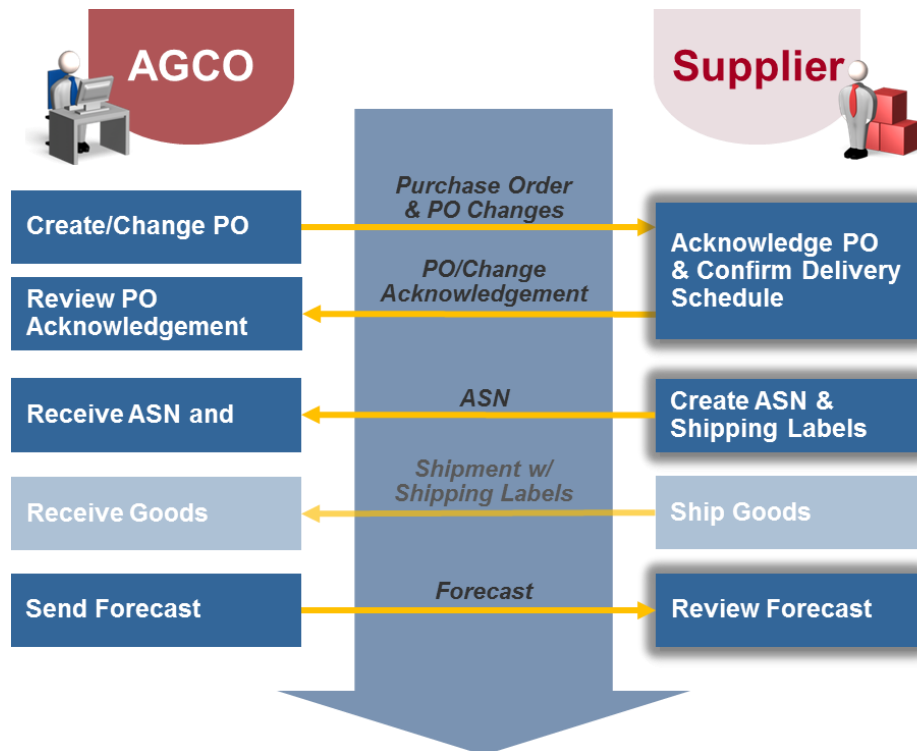 AGCO
Supplier
Purchase Order
& PO Changes
Create/Change PO
Acknowledge PO
& Confirm Delivery
Schedule
PO/Change
Acknowledgement
Review PO
Acknowledgement
ASN
Receive ASN and
Create ASN &
Shipping Labels
Shipment w/
Shipping Labels
Receive Goods
Ship Goods
Forecast
Send Forecast
Review Forecast